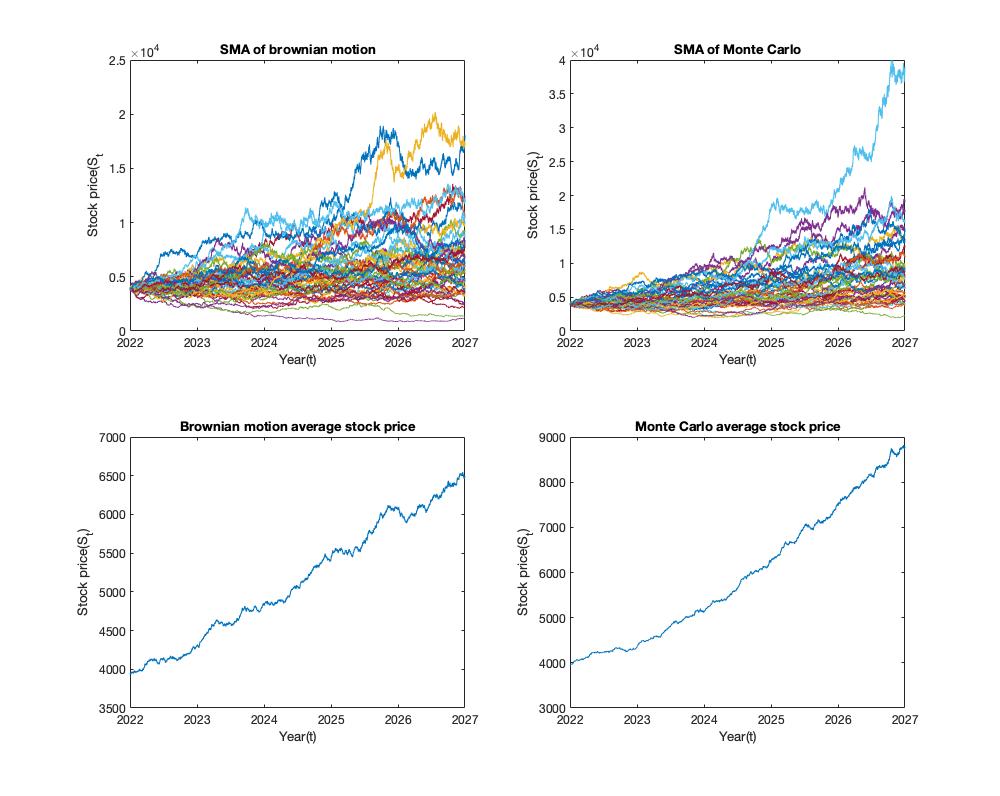 SMA of brownian motion
×10⁴
2.5
2
1.5
1
0.5
0
2022 2023 2024 2025 2026 2027
Stock price(Sₜ
Year(t)
SMA of Monte Carlo
×10⁴
4
3.5
3
2.5
2
1.5
1
0.5
0
2022 2023 2024 2025 2026 2027
Stock price(Sₜ)
Year(t)
Brownian motion average stock price
7000
6500
6000
5500
5000
4500
4000
3500
2022 2023 2024 2025 2026 2027
Stock price(Sₜ)
Year(t)
Monte Carlo average stock price
9000
8000
7000
6000
5000
4000
3000
2022 2023 2024 2025 2026 2027
Stock price(Sₜ)
Year(t)